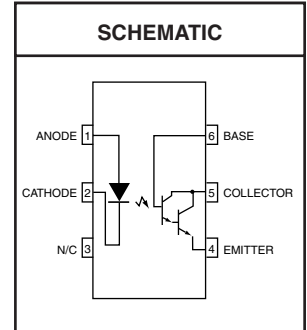 SCHEMATIC
ANODE 1
6 BASE
CATHODE 2
5 COLLECTOR
N/C 3
4 EMITTER